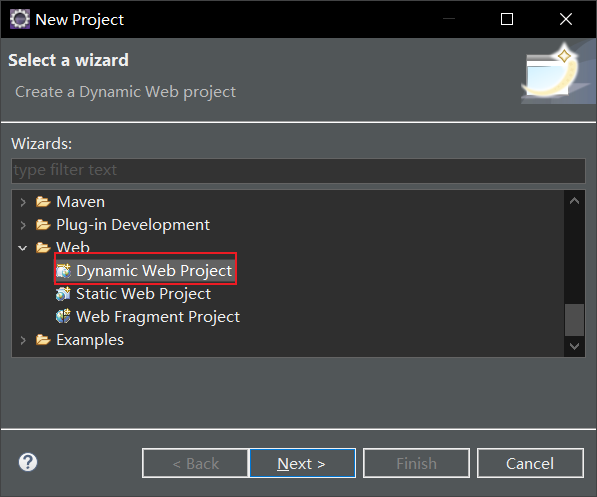 New Project
Select a wizard
Create a Dynamic Web project
Wizards:
type filter text
Maven
Plug-in Development
Web
Dynamic Web Project
Static Web Project
Web Fragment Project
Examples
?
< Back
Next >
Finish
Cancel